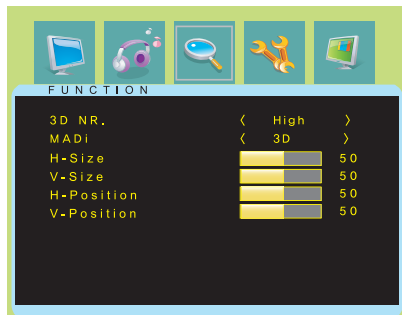 FUNCTION
3D NR. < High >
MADi < 3D >
H-Size 50
V-Size 50
H-Position 50
V-Position 50